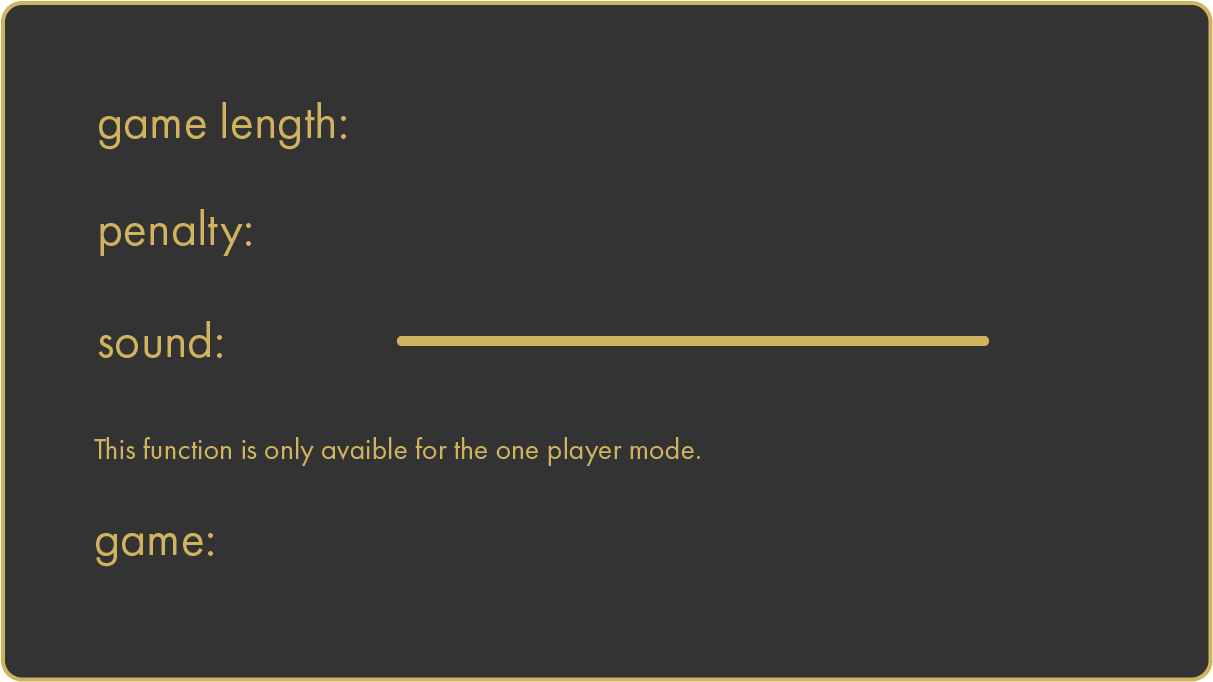 game length:
penalty:
sound:
This function is only avaible for the one player mode.
game: